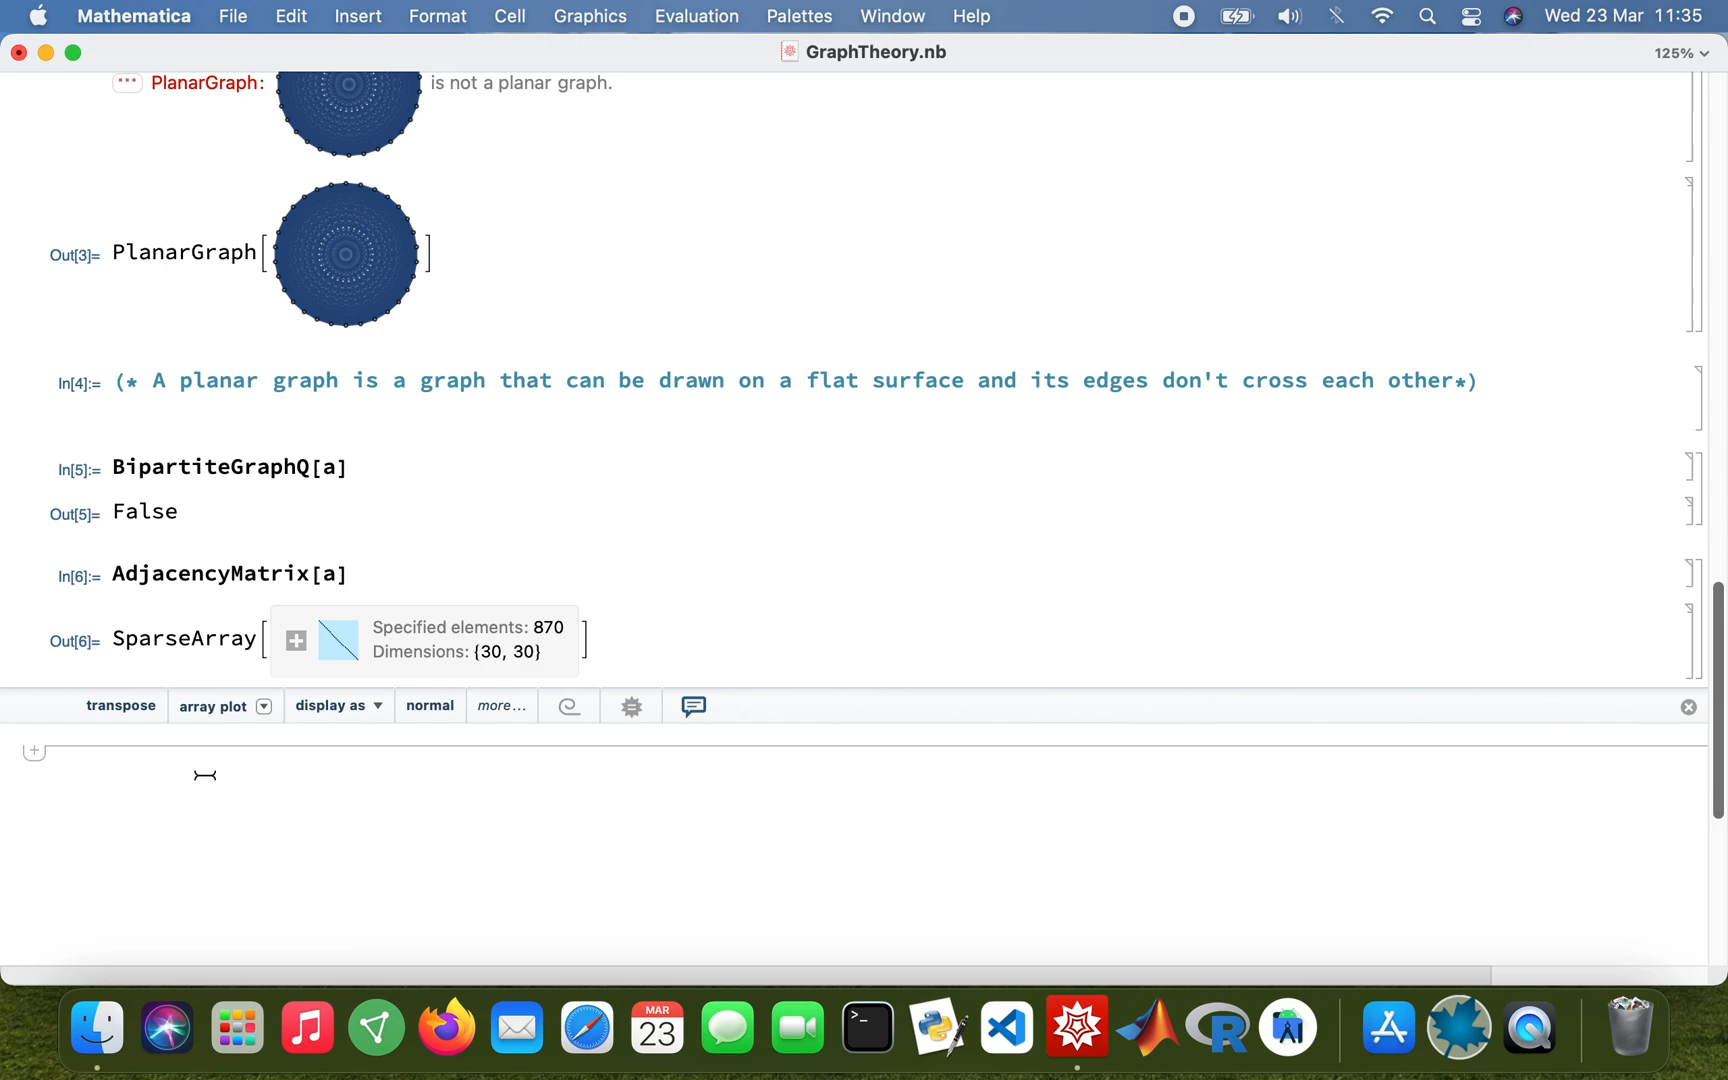 Mathematica File Edit Insert Format Cell Graphics Evaluation Palettes Window Help Wed 23 Mar 11:35
GraphTheory.nb 125%
PlanarGraph: is not a planar graph.
Out[3]= PlanarGraph[ ]
In[4]:= (* A planar graph is a graph that can be drawn on a flat surface and its edges don't cross each other*)
In[5]:= BipartiteGraphQ[a]
Out[5]= False
In[6]:= AdjacencyMatrix[a]
Out[6]= SparseArray[ Specified elements: 870 ]
Dimensions: {30, 30}
transpose array plot display as normal more...
MAR
23